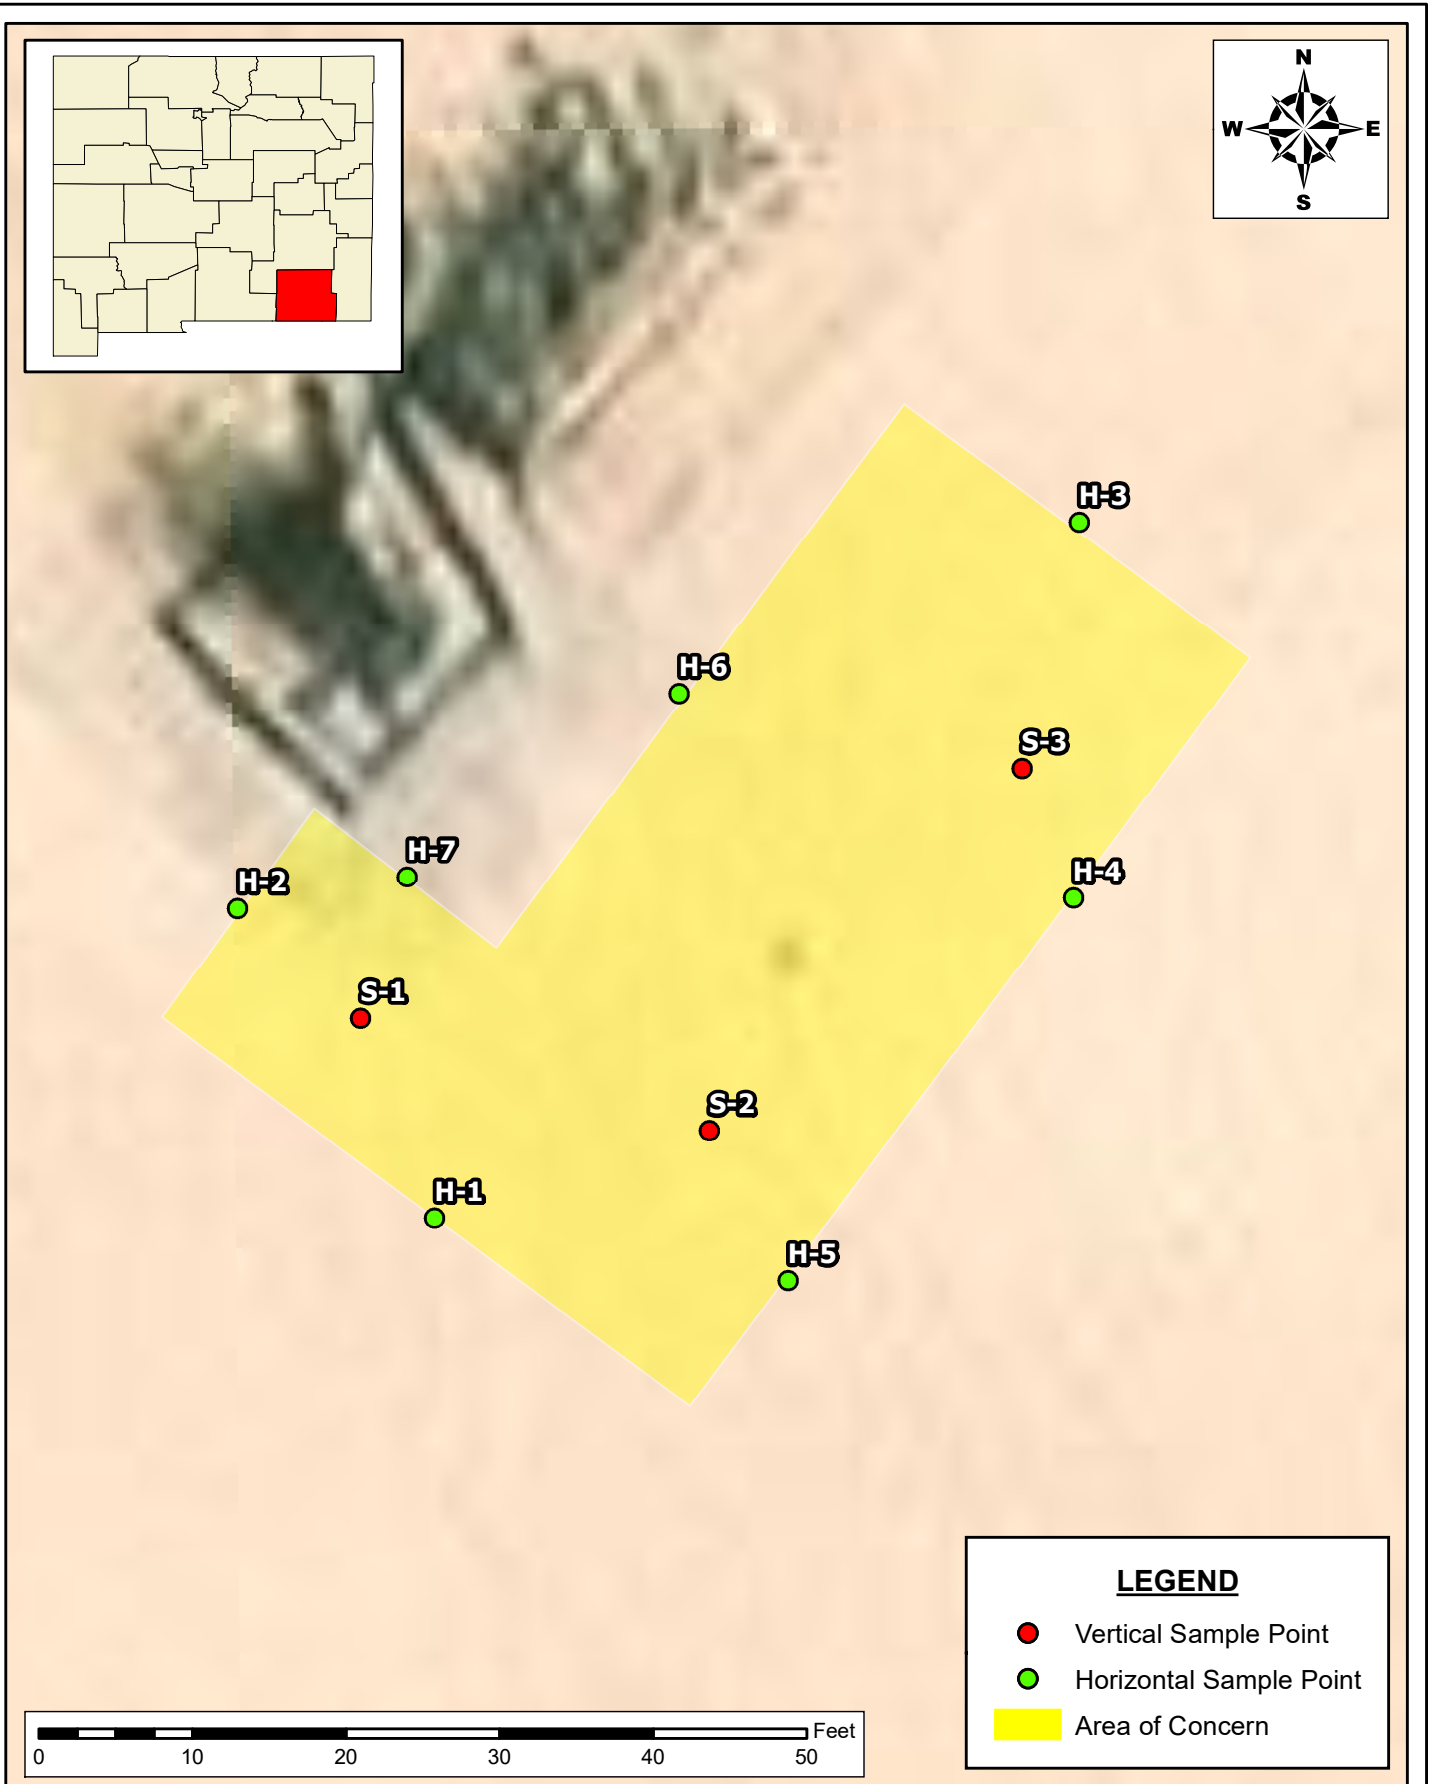 N
W E
S
H-3
H-6
S-3
H-7
H-4
H-2
S-1
S-2
H-1
H-5
LEGEND
Vertical Sample Point
Horizontal Sample Point
Area of Concern
Feet
0 10 20 30 40 50